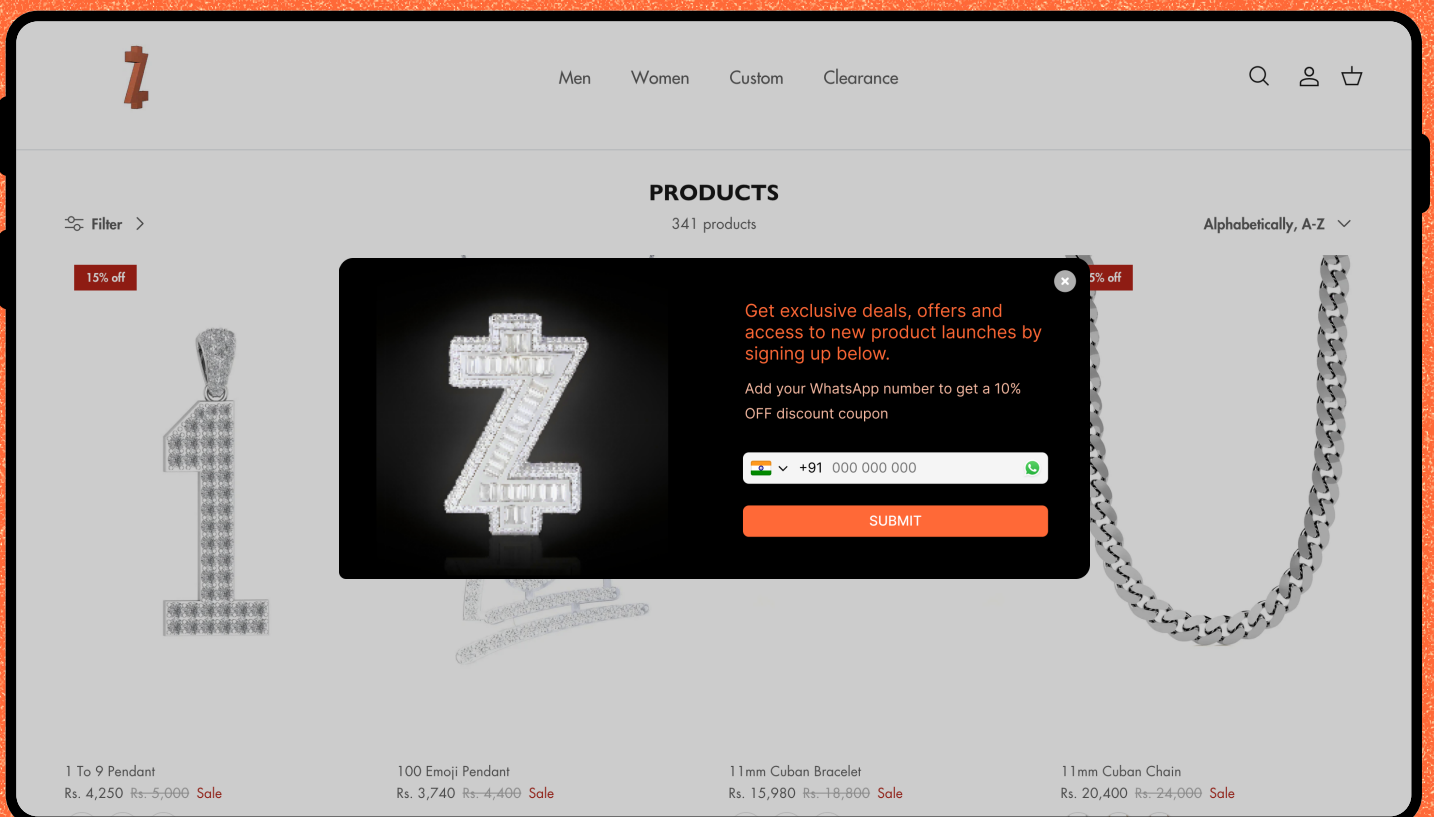 Men Women Custom Clearance
PRODUCTS
341 products
Filter
Alphabetically, A-Z
15% off
5% off
Get exclusive deals, offers and
access to new product launches by
signing up below.
Add your WhatsApp number to get a 10%
OFF discount coupon
+91 000 000 000
SUBMIT
1 To 9 Pendant
Rs. 4,250 Rs. 5,000 Sale
100 Emoji Pendant
Rs. 3,740 Rs. 4,400 Sale
11mm Cuban Bracelet
Rs. 15,980 Rs. 18,800 Sale
11mm Cuban Chain
Rs. 20,400 Rs. 24,000 Sale